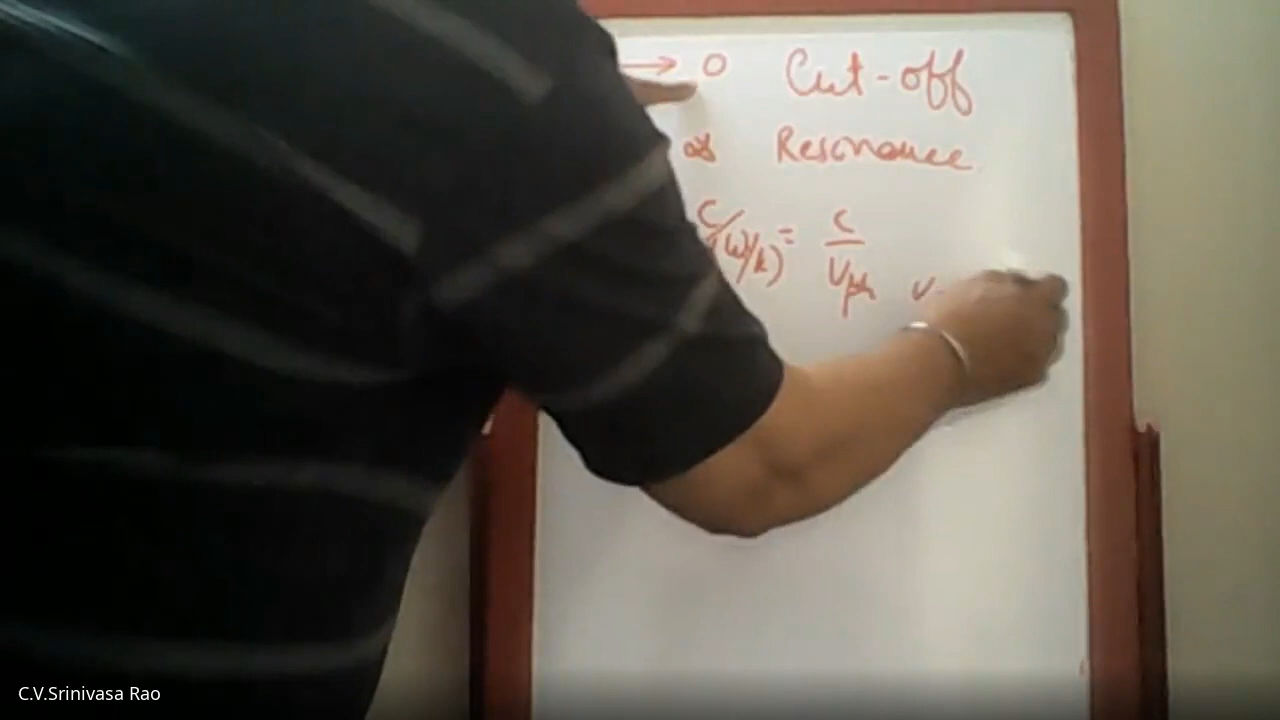 → 0 Cut-off
∞ Resonance
C/(ω/k) = c/Vph
C.V.Srinivasa Rao